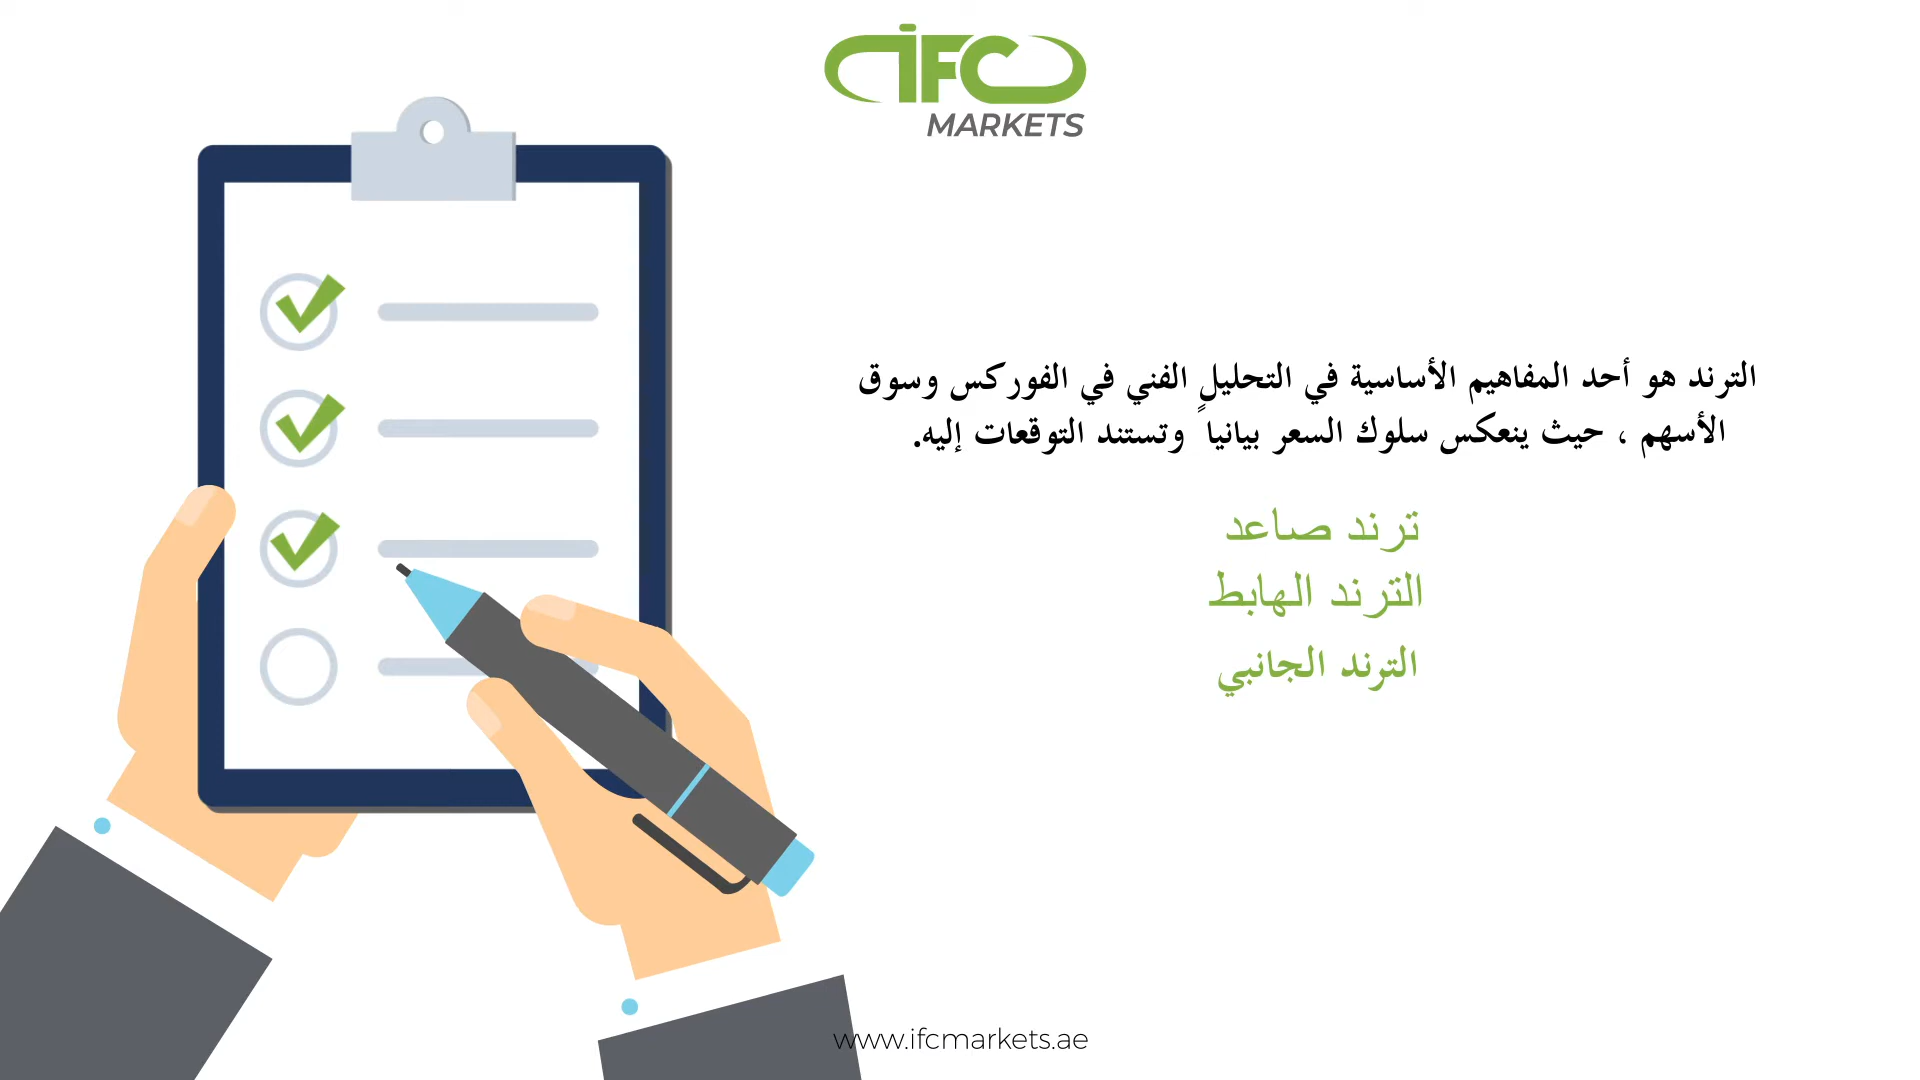 iFC
MARKETS
الترند هو أحد المفاهيم الأساسية في التحليل الفني في الفوركس وسوق
الأسهم ، حيث ينعكس سلوك السعر بيانياً وتستند التوقعات إليه.
ترند صاعد
الترند الهابط
الترند الجانبي
www.ifcmarkets.ae